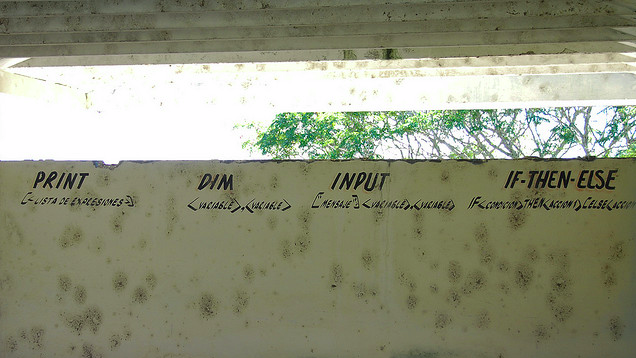 PRINT
[-LISTA DE EXPRESIONES-]
DIM
<VARIABLE>,<VARIABLE>
INPUT
["MENSAJE"]<VARIABLE>,<VARIABLE>
IF-THEN-ELSE
IF<CONDICION>THEN<ACCION1>[ELSE<ACCION